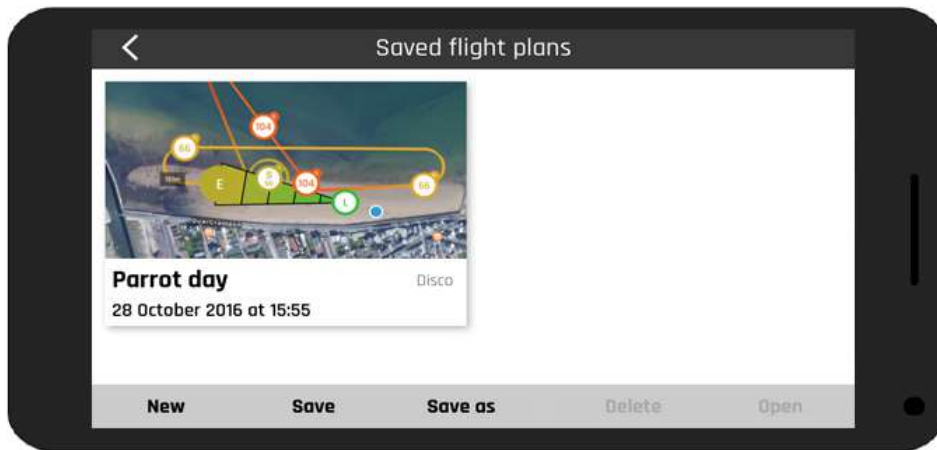 Saved flight plans
104
66
E
S
104
66
L
Parrot day
Disco
28 October 2016 at 15:55
New
Save
Save as
Delete
Open